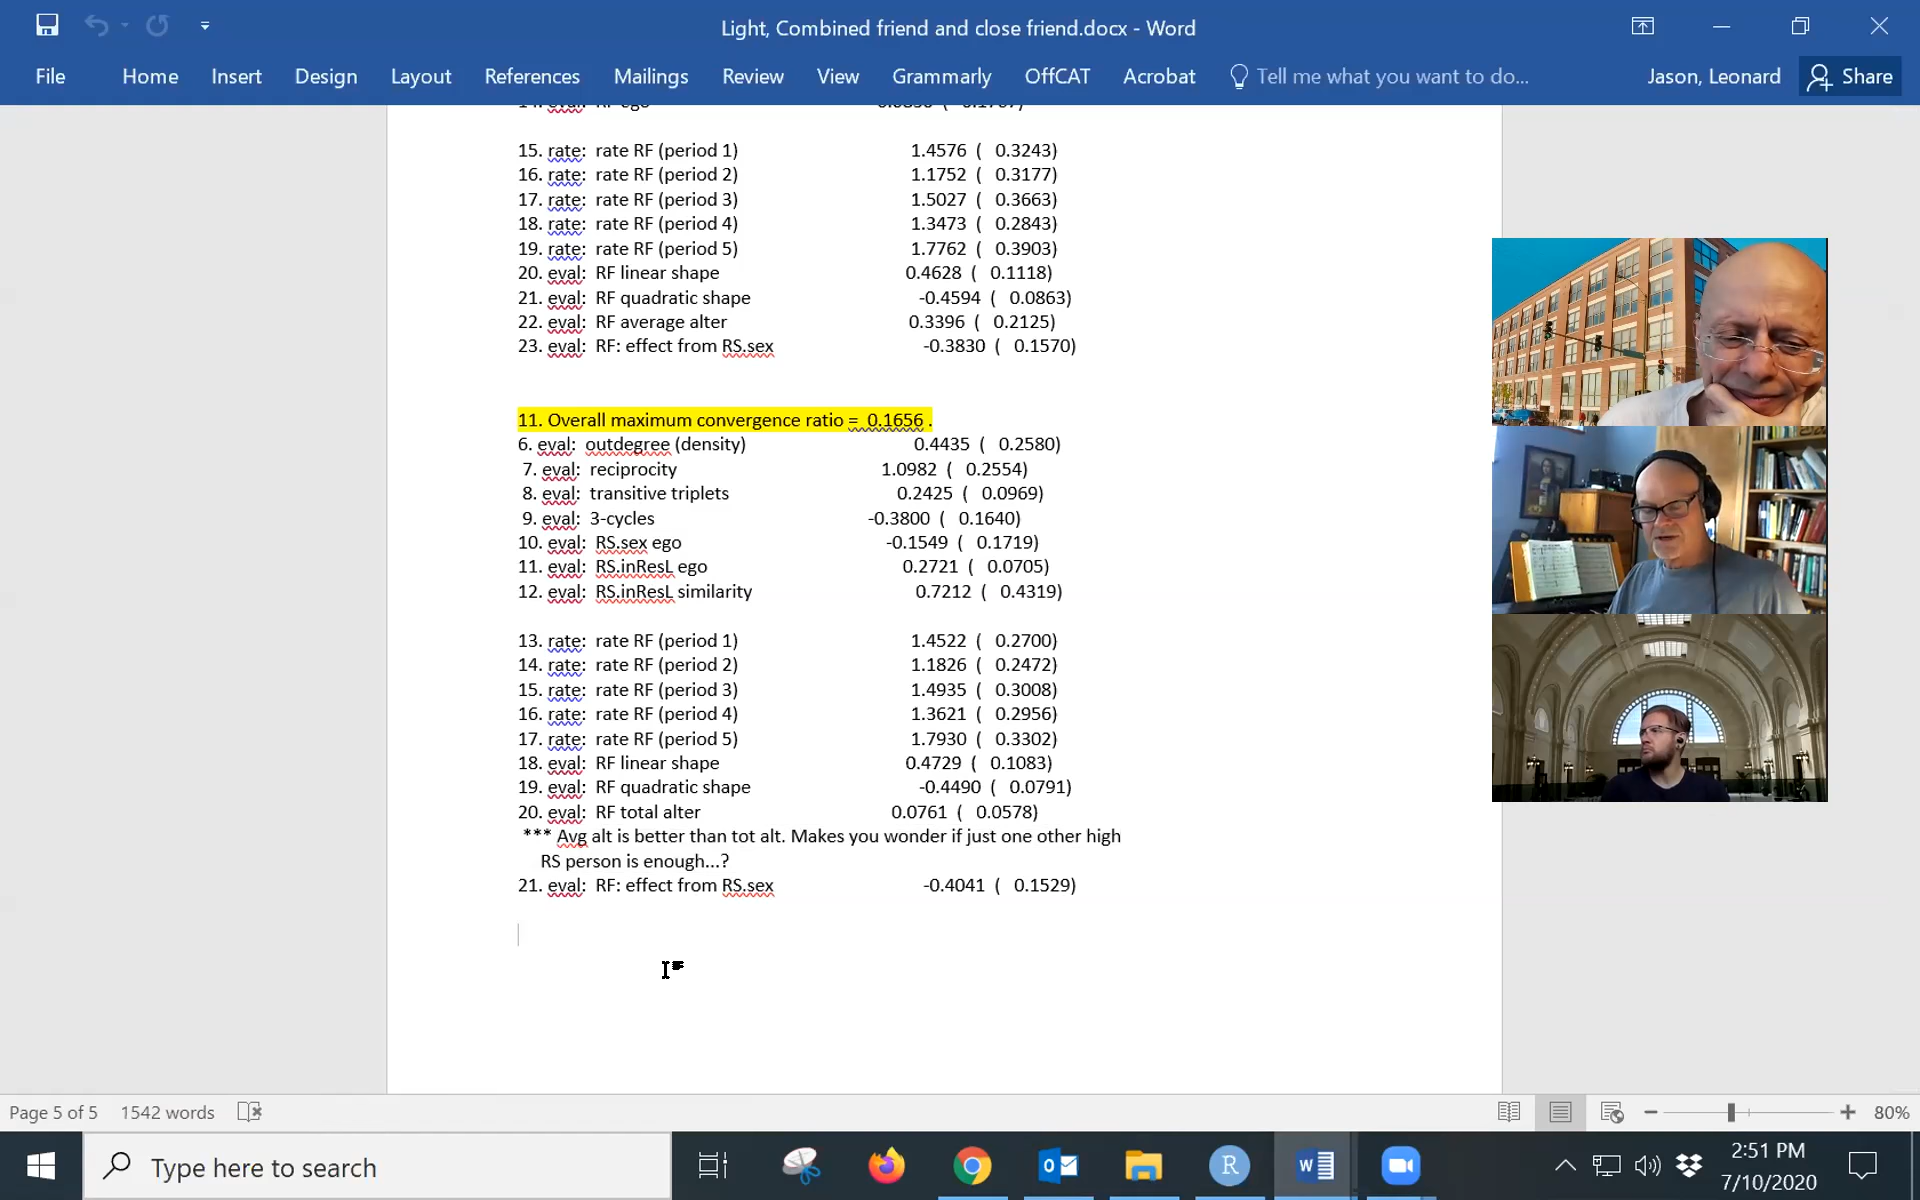 Light, Combined friend and close friend.docx - Word
File Home Insert Design Layout References Mailings Review View Grammarly OffCAT Acrobat Tell me what you want to do... Jason, Leonard Share
15. rate: rate RF (period 1) 1.4576 ( 0.3243)
16. rate: rate RF (period 2) 1.1752 ( 0.3177)
17. rate: rate RF (period 3) 1.5027 ( 0.3663)
18. rate: rate RF (period 4) 1.3473 ( 0.2843)
19. rate: rate RF (period 5) 1.7762 ( 0.3903)
20. eval: RF linear shape 0.4628 ( 0.1118)
21. eval: RF quadratic shape -0.4594 ( 0.0863)
22. eval: RF average alter 0.3396 ( 0.2125)
23. eval: RF: effect from RS.sex -0.3830 ( 0.1570)
11. Overall maximum convergence ratio = 0.1656 .
6. eval: outdegree (density) 0.4435 ( 0.2580)
7. eval: reciprocity 1.0982 ( 0.2554)
8. eval: transitive triplets 0.2425 ( 0.0969)
9. eval: 3-cycles -0.3800 ( 0.1640)
10. eval: RS.sex ego -0.1549 ( 0.1719)
11. eval: RS.inResL ego 0.2721 ( 0.0705)
12. eval: RS.inResL similarity 0.7212 ( 0.4319)
13. rate: rate RF (period 1) 1.4522 ( 0.2700)
14. rate: rate RF (period 2) 1.1826 ( 0.2472)
15. rate: rate RF (period 3) 1.4935 ( 0.3008)
16. rate: rate RF (period 4) 1.3621 ( 0.2956)
17. rate: rate RF (period 5) 1.7930 ( 0.3302)
18. eval: RF linear shape 0.4729 ( 0.1083)
19. eval: RF quadratic shape -0.4490 ( 0.0791)
20. eval: RF total alter 0.0761 ( 0.0578)
*** Avg alt is better than tot alt. Makes you wonder if just one other high
RS person is enough...?
21. eval: RF: effect from RS.sex -0.4041 ( 0.1529)
Page 5 of 5 1542 words 80%
Type here to search
2:51 PM
7/10/2020